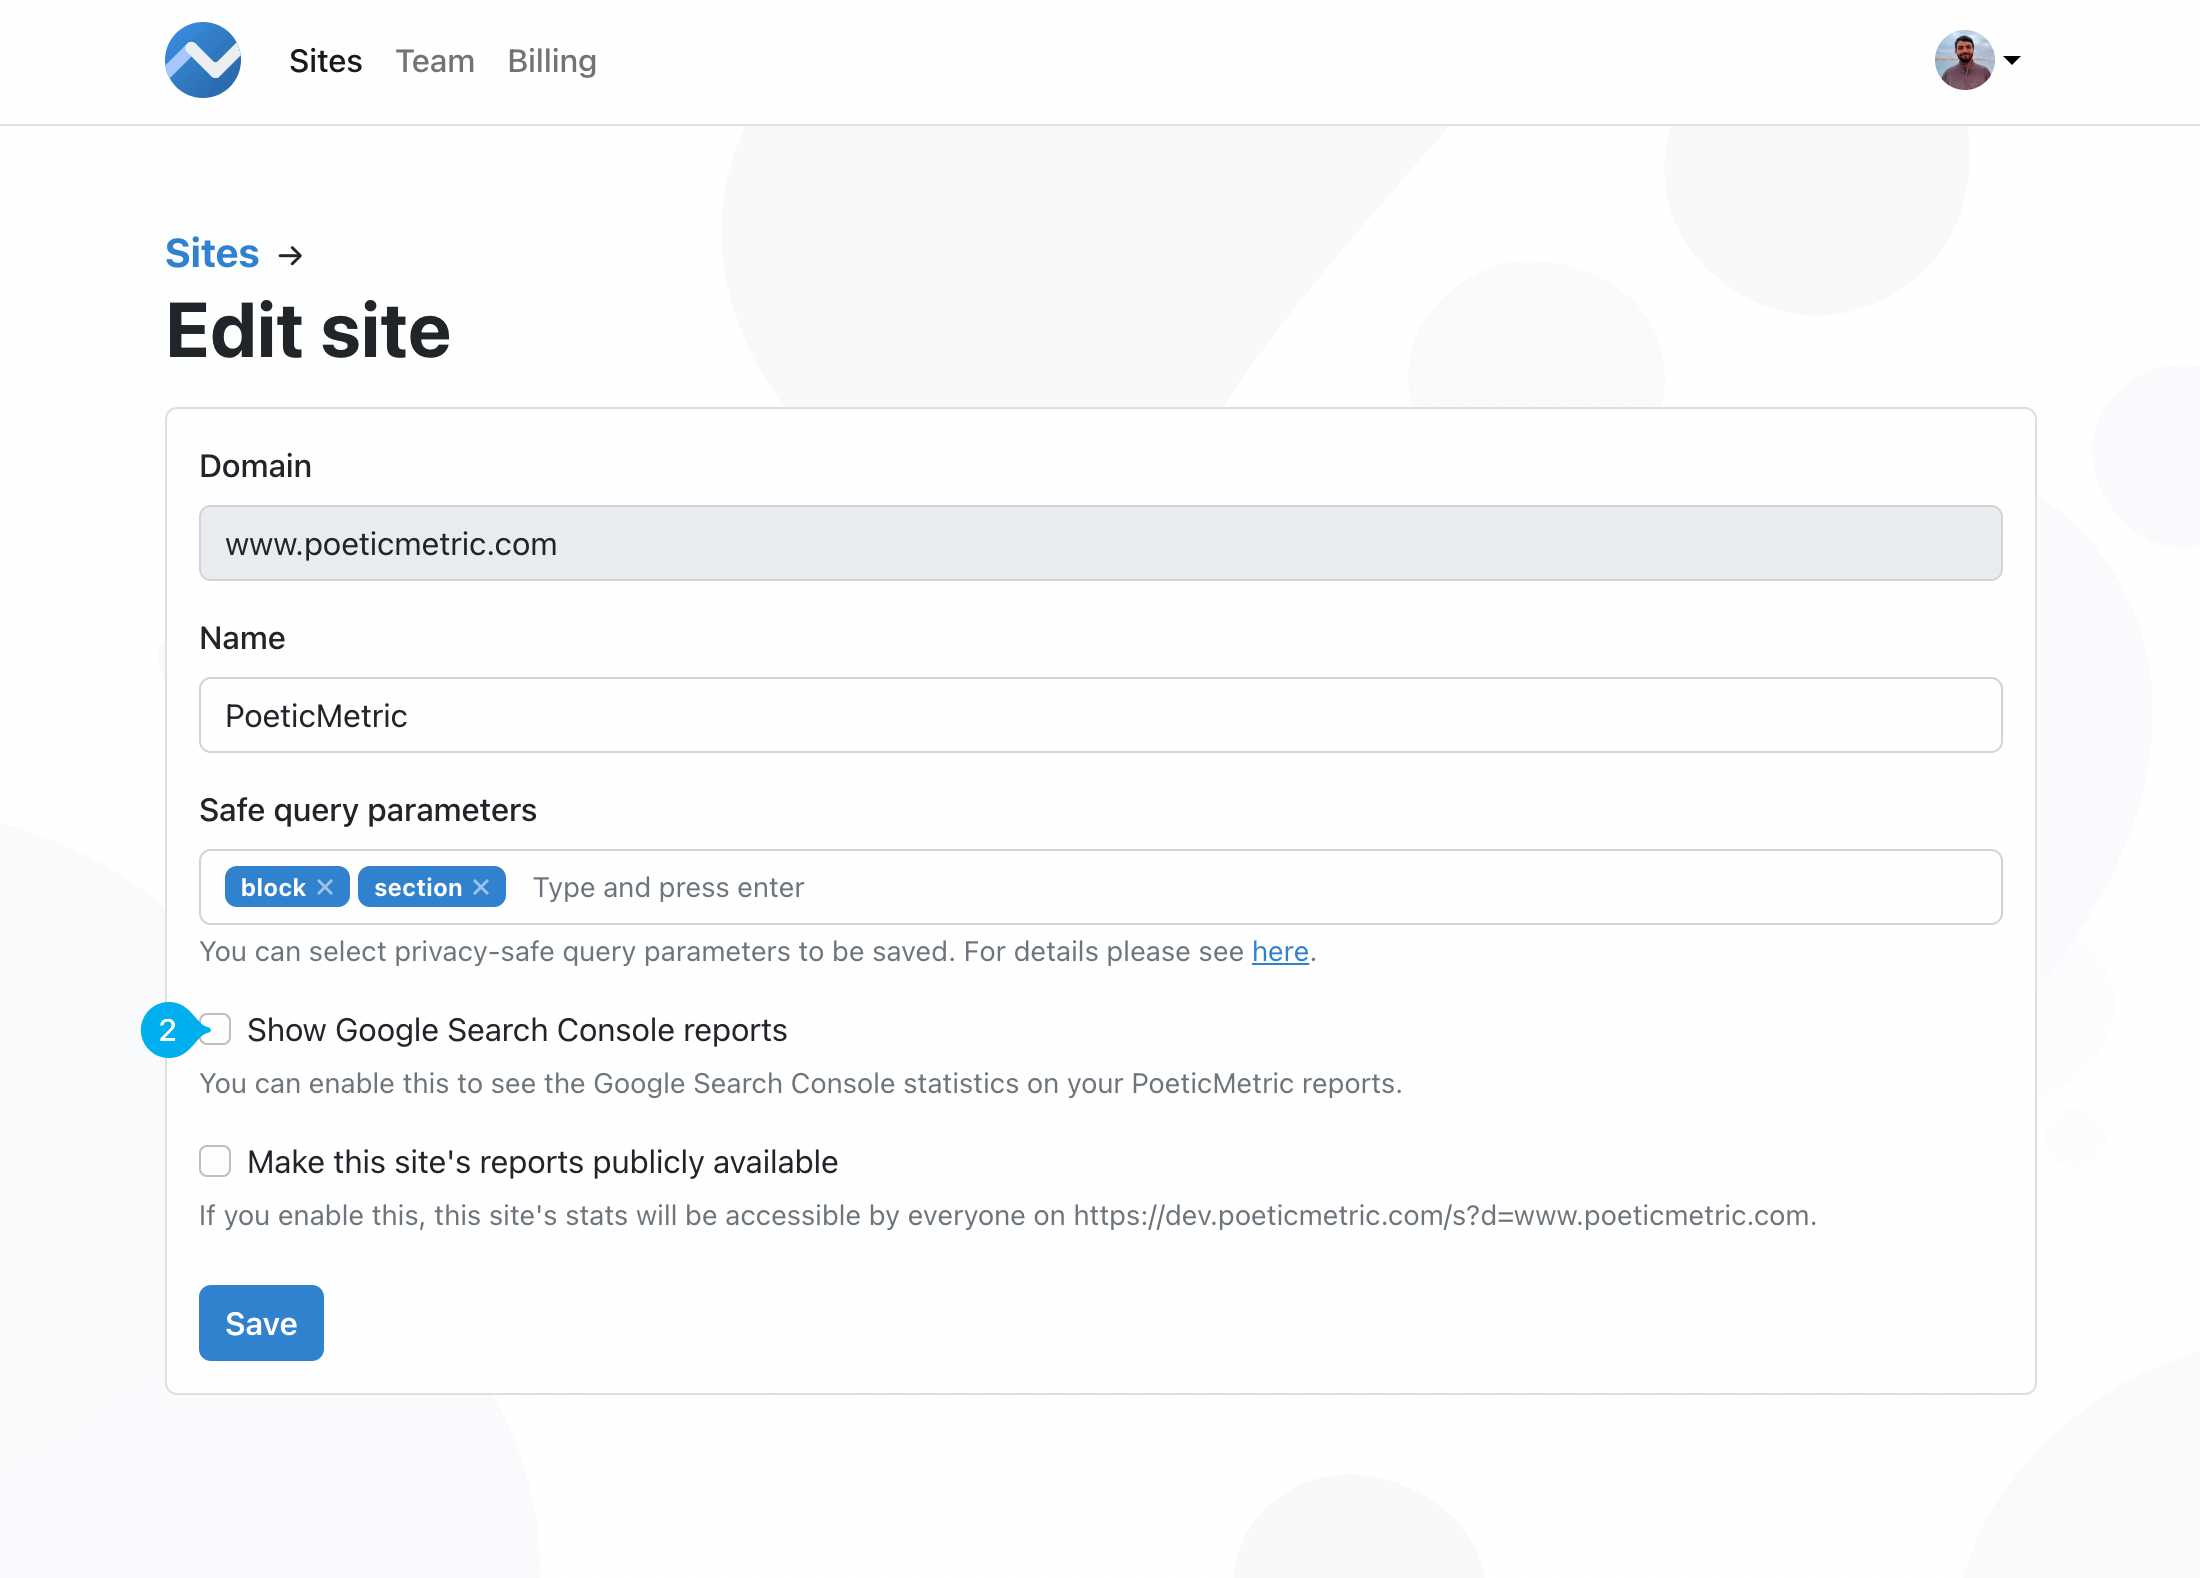 Sites Team Billing
Sites →
Edit site
Domain
www.poeticmetric.com
Name
PoeticMetric
Safe query parameters
block × section × Type and press enter
You can select privacy-safe query parameters to be saved. For details please see here.
2 Show Google Search Console reports
You can enable this to see the Google Search Console statistics on your PoeticMetric reports.
Make this site's reports publicly available
If you enable this, this site's stats will be accessible by everyone on https://dev.poeticmetric.com/s?d=www.poeticmetric.com.
Save